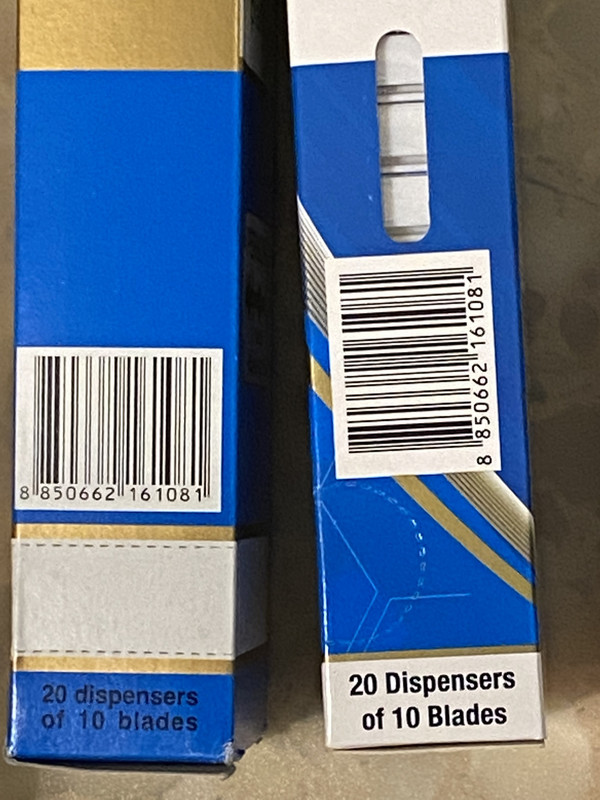 8 850662 161081
20 dispensers
of 10 blades
8 850662 161081
20 Dispensers
of 10 Blades